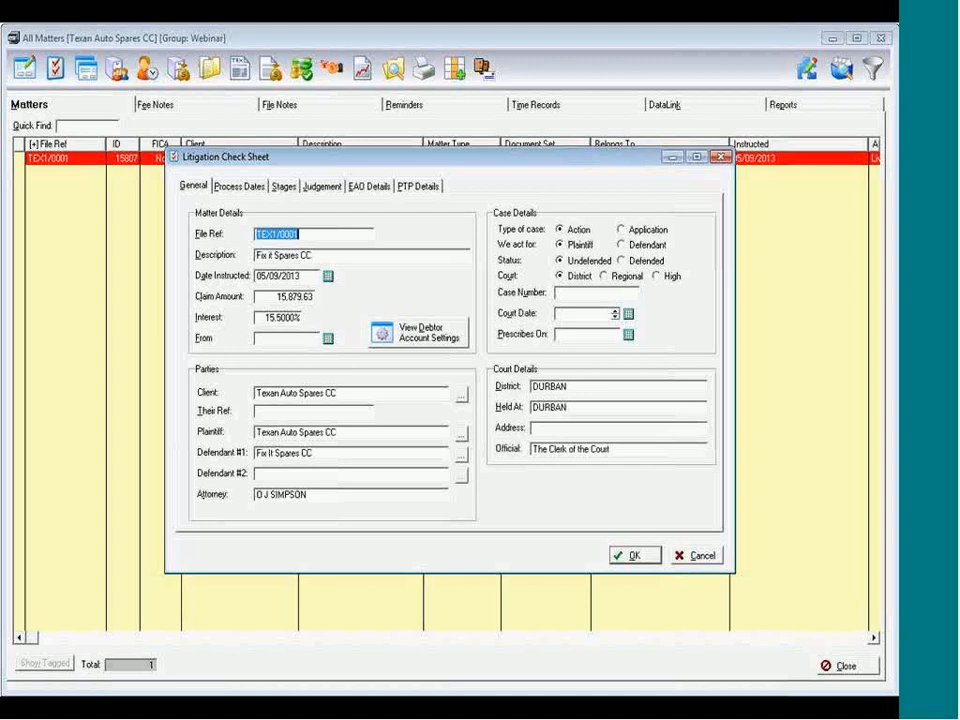 All Matters [Texan Auto Spares CC] [Group: Webinar]
Matters Fee Notes File Notes Reminders Time Records DataLink Reports
Quick Find:
[+] File Ref ID FICA Client Description Matter Type Document Set Belongs To Instructed A
TEX1/0001 15807 No 5/09/2013 Liv
Litigation Check Sheet
General Process Dates Stages Judgement EAO Details PTP Details
Matter Details
File Ref: TEX1/0001
Description: Fix it Spares CC
Date Instructed: 05/09/2013
Claim Amount: 15,879.63
Interest: 15.5000%
From
View Debtor
Account Settings
Case Details
Type of case: Action Application
We act for: Plaintiff Defendant
Status: Undefended Defended
Court: District Regional High
Case Number:
Court Date:
Prescribes On:
Parties
Client: Texan Auto Spares CC ...
Their Ref:
Plaintiff: Texan Auto Spares CC ...
Defendant #1: Fix It Spares CC ...
Defendant #2:
Attorney: O J SIMPSON
Court Details
District: DURBAN
Held At: DURBAN
Address:
Official: The Clerk of the Court
OK Cancel
Show Tagged Total: 1 Close